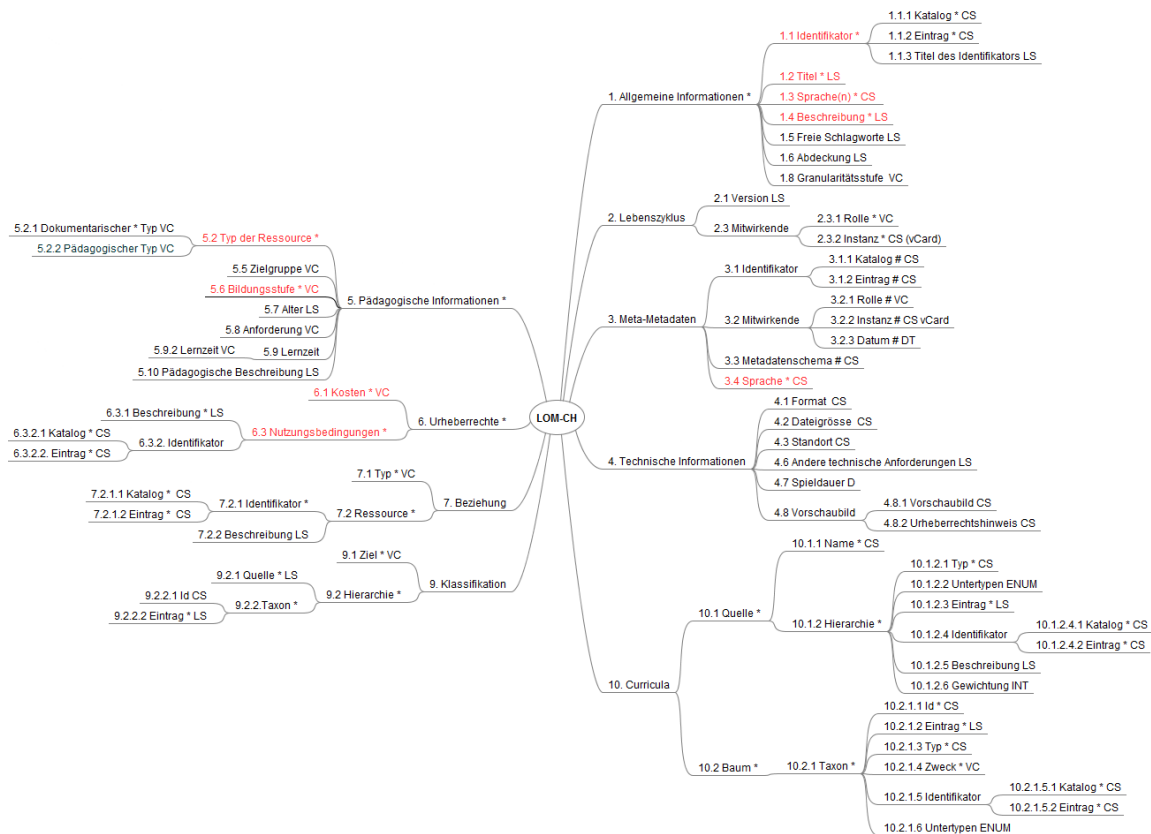 LOM-CH
1. Allgemeine Informationen *
1.1 Identifikator *
1.1.1 Katalog * CS
1.1.2 Eintrag * CS
1.1.3 Titel des Identifikators LS
1.2 Titel * LS
1.3 Sprache(n) * CS
1.4 Beschreibung * LS
1.5 Freie Schlagworte LS
1.6 Abdeckung LS
1.8 Granularitätsstufe VC
2. Lebenszyklus
2.1 Version LS
2.3 Mitwirkende
2.3.1 Rolle * VC
2.3.2 Instanz * CS (vCard)
3. Meta-Metadaten
3.1 Identifikator
3.1.1 Katalog # CS
3.1.2 Eintrag # CS
3.2 Mitwirkende
3.2.1 Rolle # VC
3.2.2 Instanz # CS vCard
3.2.3 Datum # DT
3.3 Metadatenschema # CS
3.4 Sprache * CS
4. Technische Informationen
4.1 Format CS
4.2 Dateigrösse CS
4.3 Standort CS
4.6 Andere technische Anforderungen LS
4.7 Spieldauer D
4.8 Vorschaubild
4.8.1 Vorschaubild CS
4.8.2 Urheberrechtshinweis CS
5. Pädagogische Informationen *
5.2 Typ der Ressource *
5.2.1 Dokumentarischer * Typ VC
5.2.2 Pädagogischer Typ VC
5.5 Zielgruppe VC
5.6 Bildungsstufe * VC
5.7 Alter LS
5.8 Anforderung VC
5.9 Lernzeit
5.9.2 Lernzeit VC
5.10 Pädagogische Beschreibung LS
6. Urheberrechte *
6.1 Kosten * VC
6.3 Nutzungsbedingungen *
6.3.1 Beschreibung * LS
6.3.2. Identifikator
6.3.2.1 Katalog * CS
6.3.2.2. Eintrag * CS
7. Beziehung
7.1 Typ * VC
7.2 Ressource *
7.2.1 Identifikator *
7.2.1.1 Katalog * CS
7.2.1.2 Eintrag * CS
7.2.2 Beschreibung LS
9. Klassifikation
9.1 Ziel * VC
9.2 Hierarchie *
9.2.1 Quelle * LS
9.2.2.Taxon *
9.2.2.1 Id CS
9.2.2.2 Eintrag * LS
10. Curricula
10.1 Quelle *
10.1.1 Name * CS
10.1.2 Hierarchie *
10.1.2.1 Typ * CS
10.1.2.2 Untertypen ENUM
10.1.2.3 Eintrag * LS
10.1.2.4 Identifikator
10.1.2.4.1 Katalog * CS
10.1.2.4.2 Eintrag * CS
10.1.2.5 Beschreibung LS
10.1.2.6 Gewichtung INT
10.2 Baum *
10.2.1 Taxon *
10.2.1.1 Id * CS
10.2.1.2 Eintrag * LS
10.2.1.3 Typ * CS
10.2.1.4 Zweck * VC
10.2.1.5 Identifikator
10.2.1.5.1 Katalog * CS
10.2.1.5.2 Eintrag * CS
10.2.1.6 Untertypen ENUM